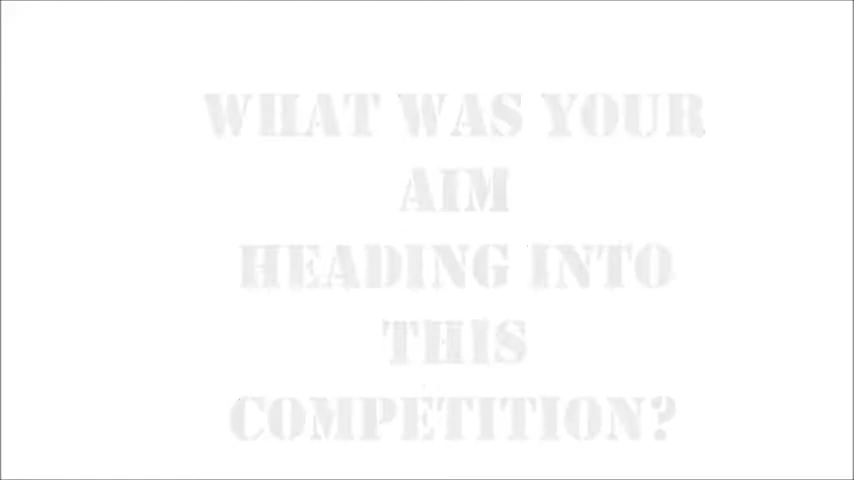 WHAT WAS YOUR
AIM
HEADING INTO
THIS
COMPETITION?